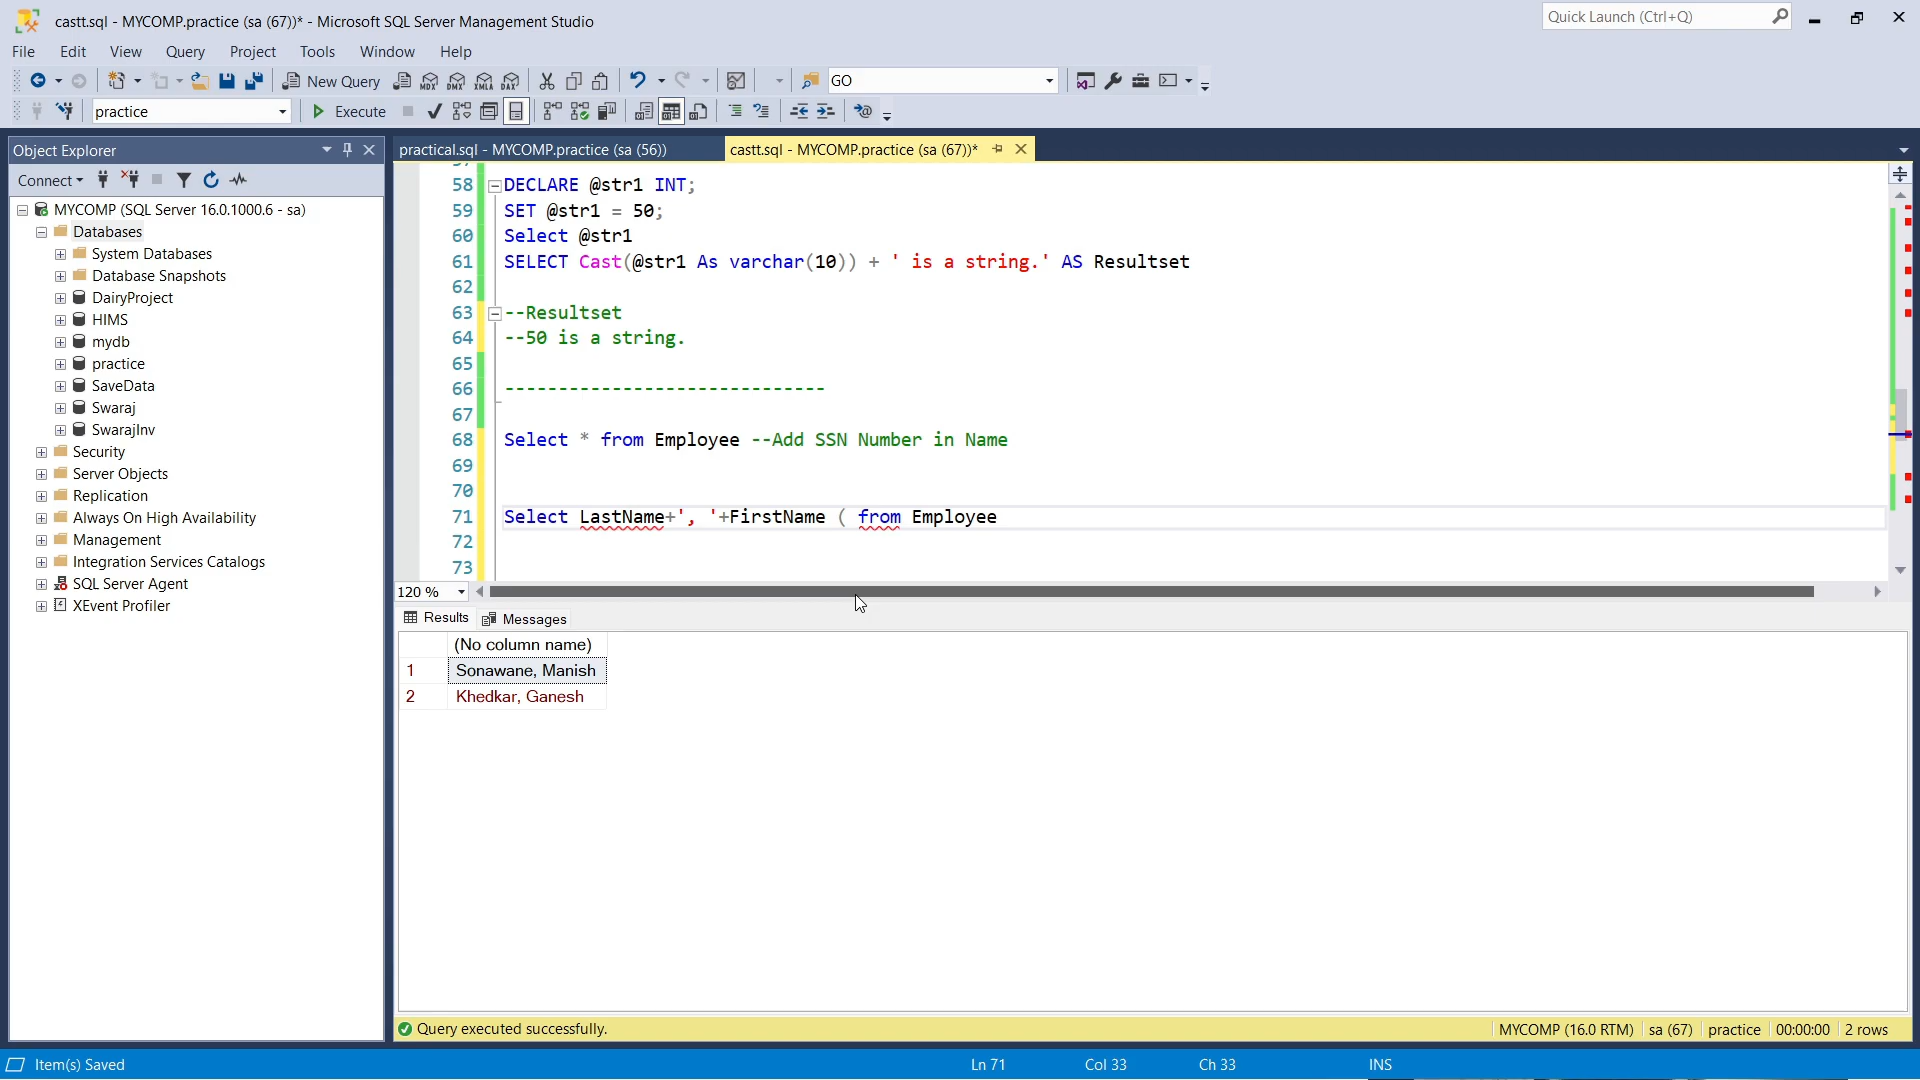 castt.sql - MYCOMP.practice (sa (67))* - Microsoft SQL Server Management Studio
Quick Launch (Ctrl+Q)
File Edit View Query Project Tools Window Help
New Query MDX DMX XMLA DAX GO
practice Execute
Object Explorer
practical.sql - MYCOMP.practice (sa (56)) castt.sql - MYCOMP.practice (sa (67))*
Connect
MYCOMP (SQL Server 16.0.1000.6 - sa)
Databases
System Databases
Database Snapshots
DairyProject
HIMS
mydb
practice
SaveData
Swaraj
SwarajInv
Security
Server Objects
Replication
Always On High Availability
Management
Integration Services Catalogs
SQL Server Agent
XEvent Profiler
58 DECLARE @str1 INT;
59 SET @str1 = 50;
60 Select @str1
61 SELECT Cast(@str1 As varchar(10)) + ' is a string.' AS Resultset
62
63 --Resultset
64 --50 is a string.
65
66 ------------------------------
67
68 Select * from Employee --Add SSN Number in Name
69
70
71 Select LastName+', '+FirstName ( from Employee
72
73
120 %
Results Messages
(No column name)
1 Sonawane, Manish
2 Khedkar, Ganesh
Query executed successfully. MYCOMP (16.0 RTM) sa (67) practice 00:00:00 2 rows
Item(s) Saved Ln 71 Col 33 Ch 33 INS